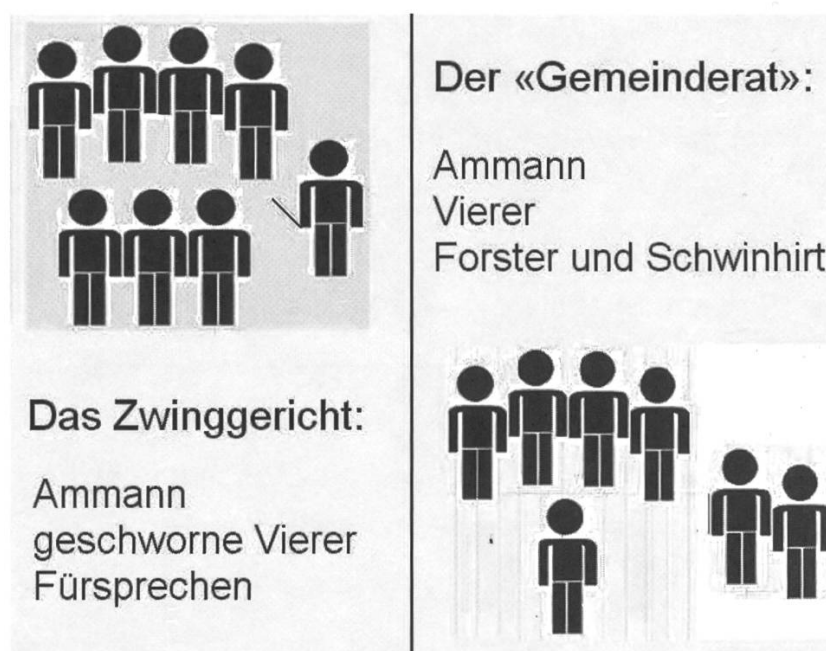 Das Zwinggericht:
Ammann
geschworne Vierer
Fürsprechen
Der «Gemeinderat»:
Ammann
Vierer
Forster und Schwinhirt